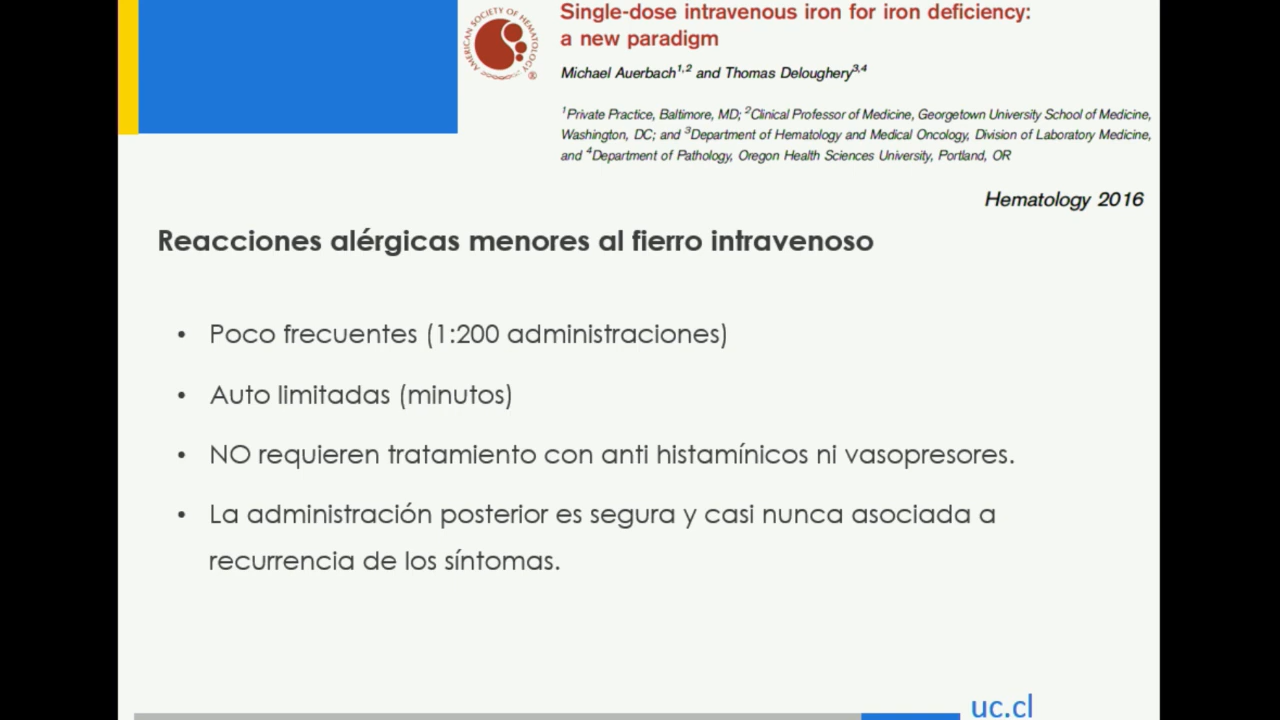 Single-dose intravenous iron for iron deficiency:
a new paradigm
AMERICAN SOCIETY OF HEMATOLOGY ®
Michael Auerbach1,2 and Thomas Deloughery3,4
1Private Practice, Baltimore, MD; 2Clinical Professor of Medicine, Georgetown University School of Medicine,
Washington, DC; and 3Department of Hematology and Medical Oncology, Division of Laboratory Medicine,
and 4Department of Pathology, Oregon Health Sciences University, Portland, OR
Hematology 2016
Reacciones alérgicas menores al fierro intravenoso
• Poco frecuentes (1:200 administraciones)
• Auto limitadas (minutos)
• NO requieren tratamiento con anti histamínicos ni vasopresores.
• La administración posterior es segura y casi nunca asociada a
recurrencia de los síntomas.
uc.cl